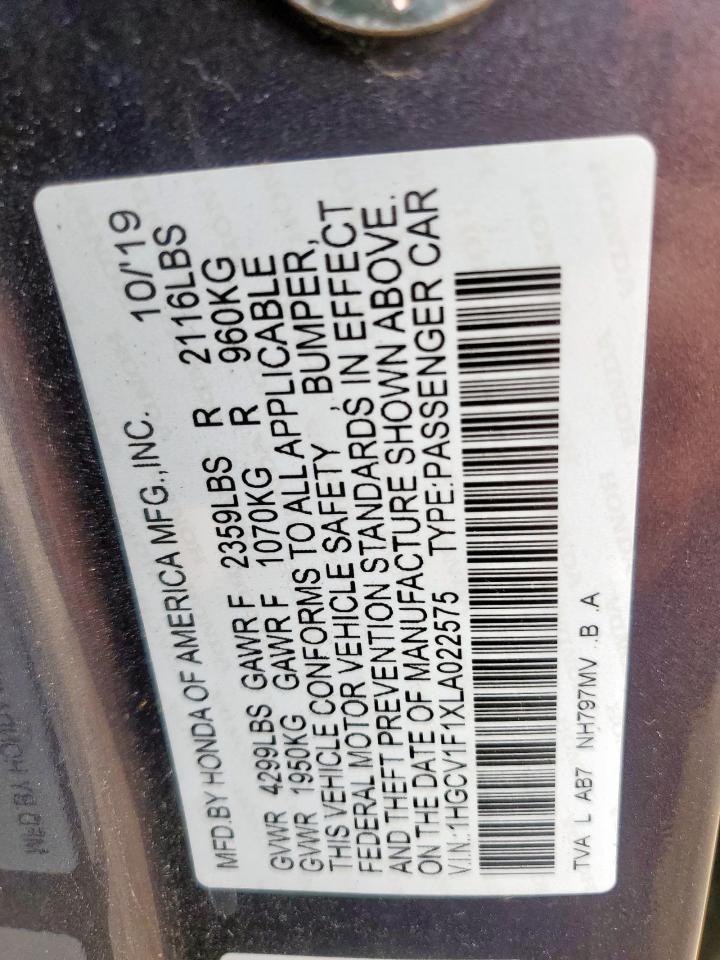 MFD.BY HONDA OF AMERICA MFG.,INC. 10/'19
GVWR 4299LBS GAWR F 2359LBS R 2116LBS
GVWR 1950KG GAWR F 1070KG R 960KG
THIS VEHICLE CONFORMS TO ALL APPLICABLE
FEDERAL MOTOR VEHICLE SAFETY , BUMPER,
AND THEFT PREVENTION STANDARDS IN EFFECT
ON THE DATE OF MANUFACTURE SHOWN ABOVE.
V.I.N.:1HGCV1F1XLA022575 TYPE:PASSENGER CAR
TVA L AB7 NH797MV .B .A